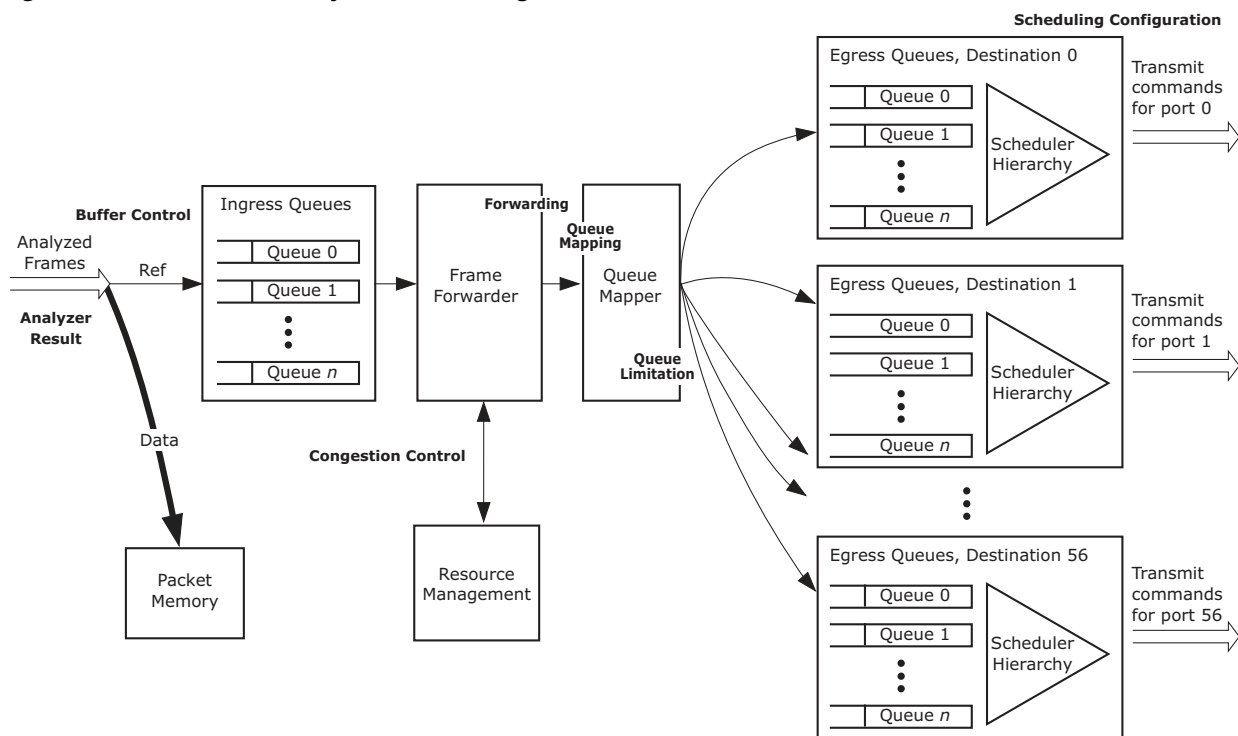 Scheduling Configuration
Egress Queues, Destination 0
Queue 0
Queue 1
Queue n
Scheduler
Hierarchy
Transmit
commands
for port 0
Buffer Control
Analyzed
Frames
Ref
Analyzer
Result
Data
Packet
Memory
Ingress Queues
Queue 0
Queue 1
Queue n
Frame
Forwarder
Congestion Control
Resource
Management
Forwarding
Queue
Mapping
Queue
Mapper
Queue
Limitation
Egress Queues, Destination 1
Queue 0
Queue 1
Queue n
Scheduler
Hierarchy
Transmit
commands
for port 1
Egress Queues, Destination 56
Queue 0
Queue 1
Queue n
Scheduler
Hierarchy
Transmit
commands
for port 56